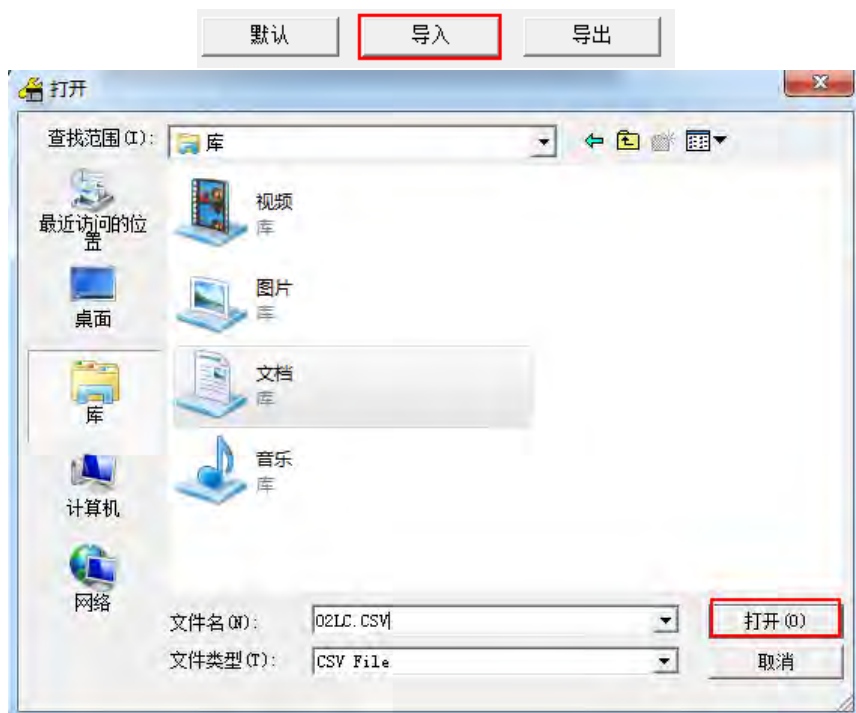 默认 导入 导出
打开
查找范围(I): 库
最近访问的位置
桌面
库
计算机
网络
视频
库
图片
库
文档
库
音乐
库
文件名(N): O2LC.CSV 打开(O)
文件类型(T): CSV File 取消